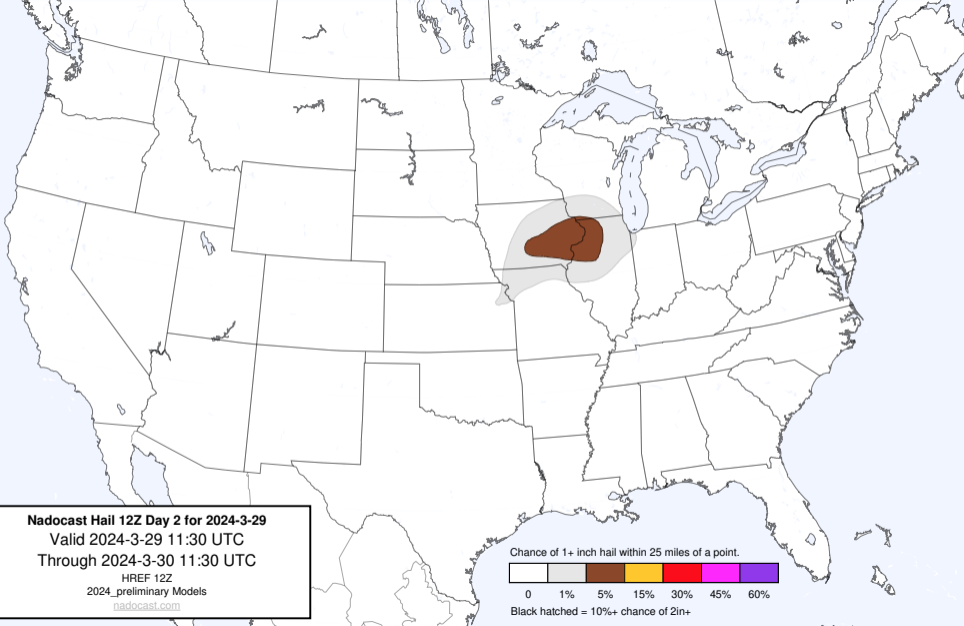 Nadocast Hail 12Z Day 2 for 2024-3-29
Valid 2024-3-29 11:30 UTC
Through 2024-3-30 11:30 UTC
HREF 12Z
2024_preliminary Models
nadocast.com
Chance of 1+ inch hail within 25 miles of a point.
0 1% 5% 15% 30% 45% 60%
Black hatched = 10%+ chance of 2in+